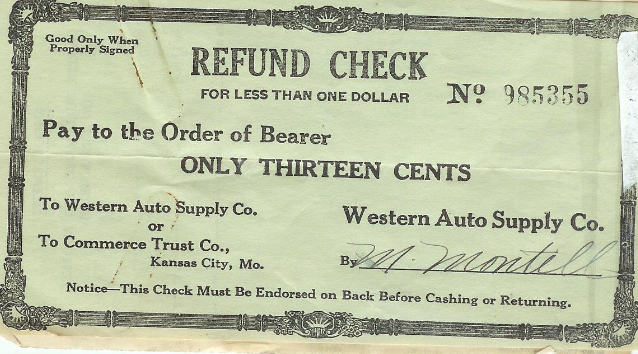 Good Only When
Properly Signed
REFUND CHECK
FOR LESS THAN ONE DOLLAR
Nº 985355
Pay to the Order of Bearer
ONLY THIRTEEN CENTS
To Western Auto Supply Co.
or
To Commerce Trust Co.,
Kansas City, Mo.
Western Auto Supply Co.
By M. Montell
Notice—This Check Must Be Endorsed on Back Before Cashing or Returning.